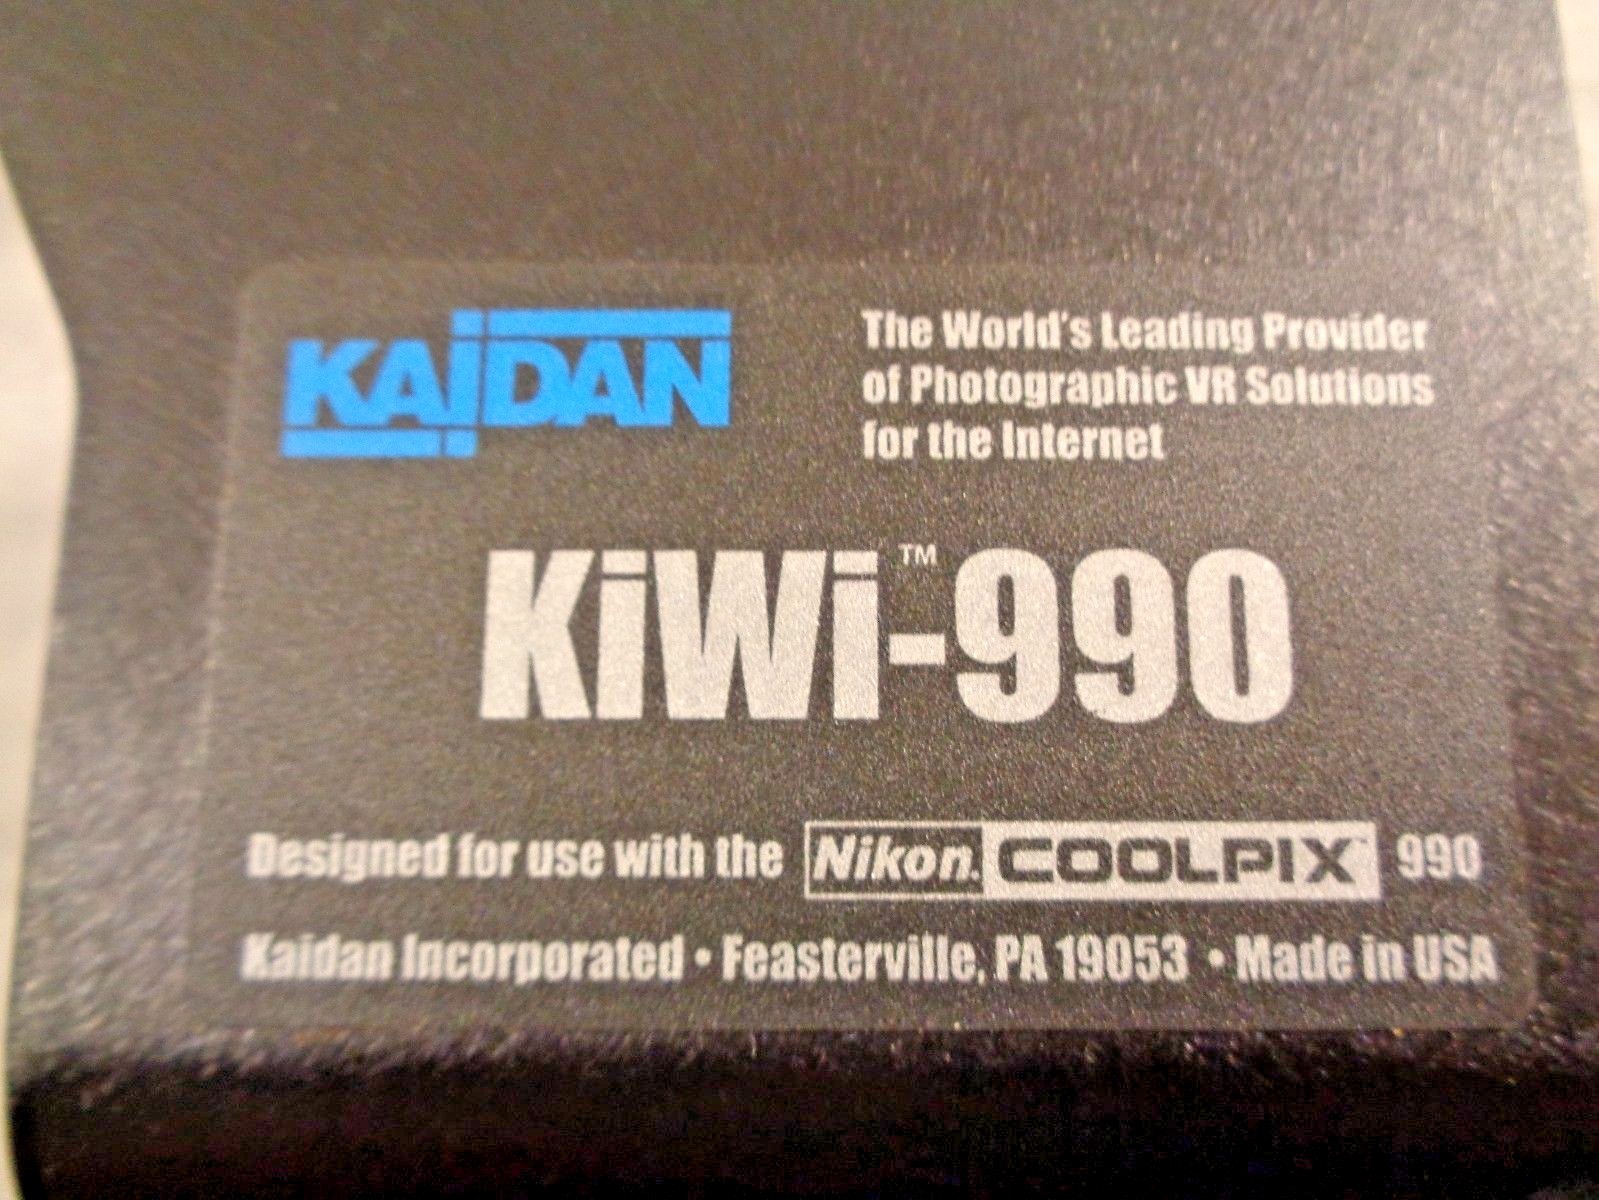 KAIDAN
The World's Leading Provider
of Photographic VR Solutions
for the Internet
KiWi™-990
Designed for use with the Nikon. COOLPIX™ 990
Kaidan Incorporated • Feasterville, PA 19053 • Made in USA